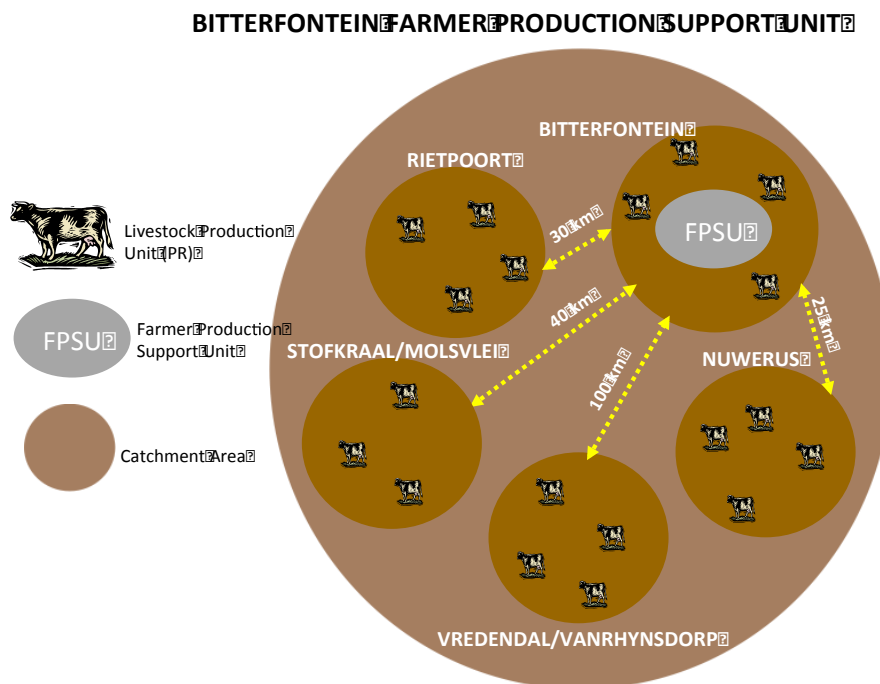 BITTERFONTEIN FARMER PRODUCTION SUPPORT UNIT
BITTERFONTEIN
RIETPOORT
Livestock Production
Unit (PR)
30 km
FPSU
40 km
25 km
FPSU
Farmer Production
Support Unit
STOFKRAAL/MOLSVLEI
NUWERUS
100 km
Catchment Area
VREDENDAL/VANRHYNSDORP